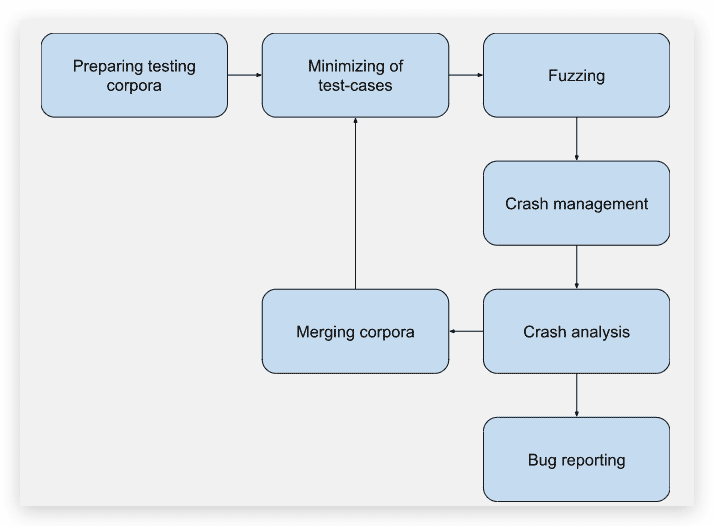 Preparing testing
corpora
Minimizing of
test-cases
Fuzzing
Crash management
Merging corpora
Crash analysis
Bug reporting